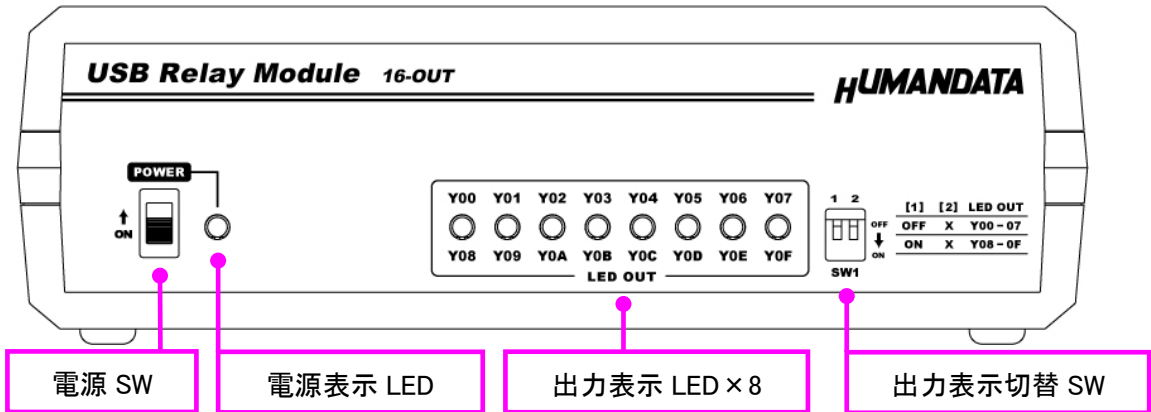 USB Relay Module 16-OUT
HUMANDATA
POWER
↑
ON
Y00 Y01 Y02 Y03 Y04 Y05 Y06 Y07
Y08 Y09 Y0A Y0B Y0C Y0D Y0E Y0F
LED OUT
1 2
OFF
↓
ON
SW1
[1] [2] LED OUT
OFF X Y00-07
ON X Y08-0F
電源 SW
電源表示 LED
出力表示 LED×8
出力表示切替 SW